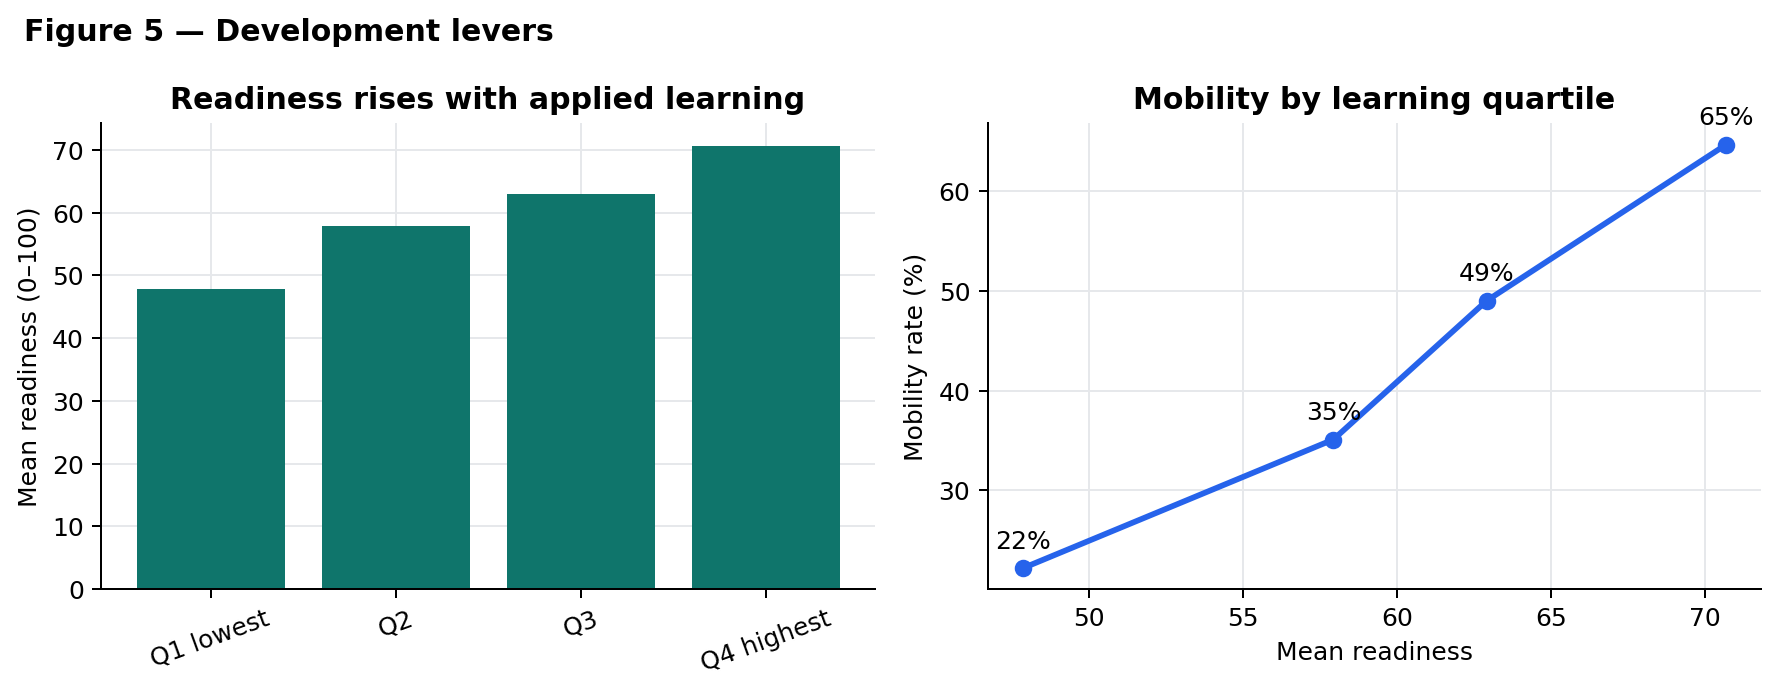 Figure 5 — Development levers
Readiness rises with applied learning
Mean readiness (0–100)
70
60
50
40
30
20
10
0
Q1 lowest
Q2
Q3
Q4 highest
Mobility by learning quartile
Mobility rate (%)
60
50
40
30
22%
35%
49%
65%
50
55
60
65
70
Mean readiness